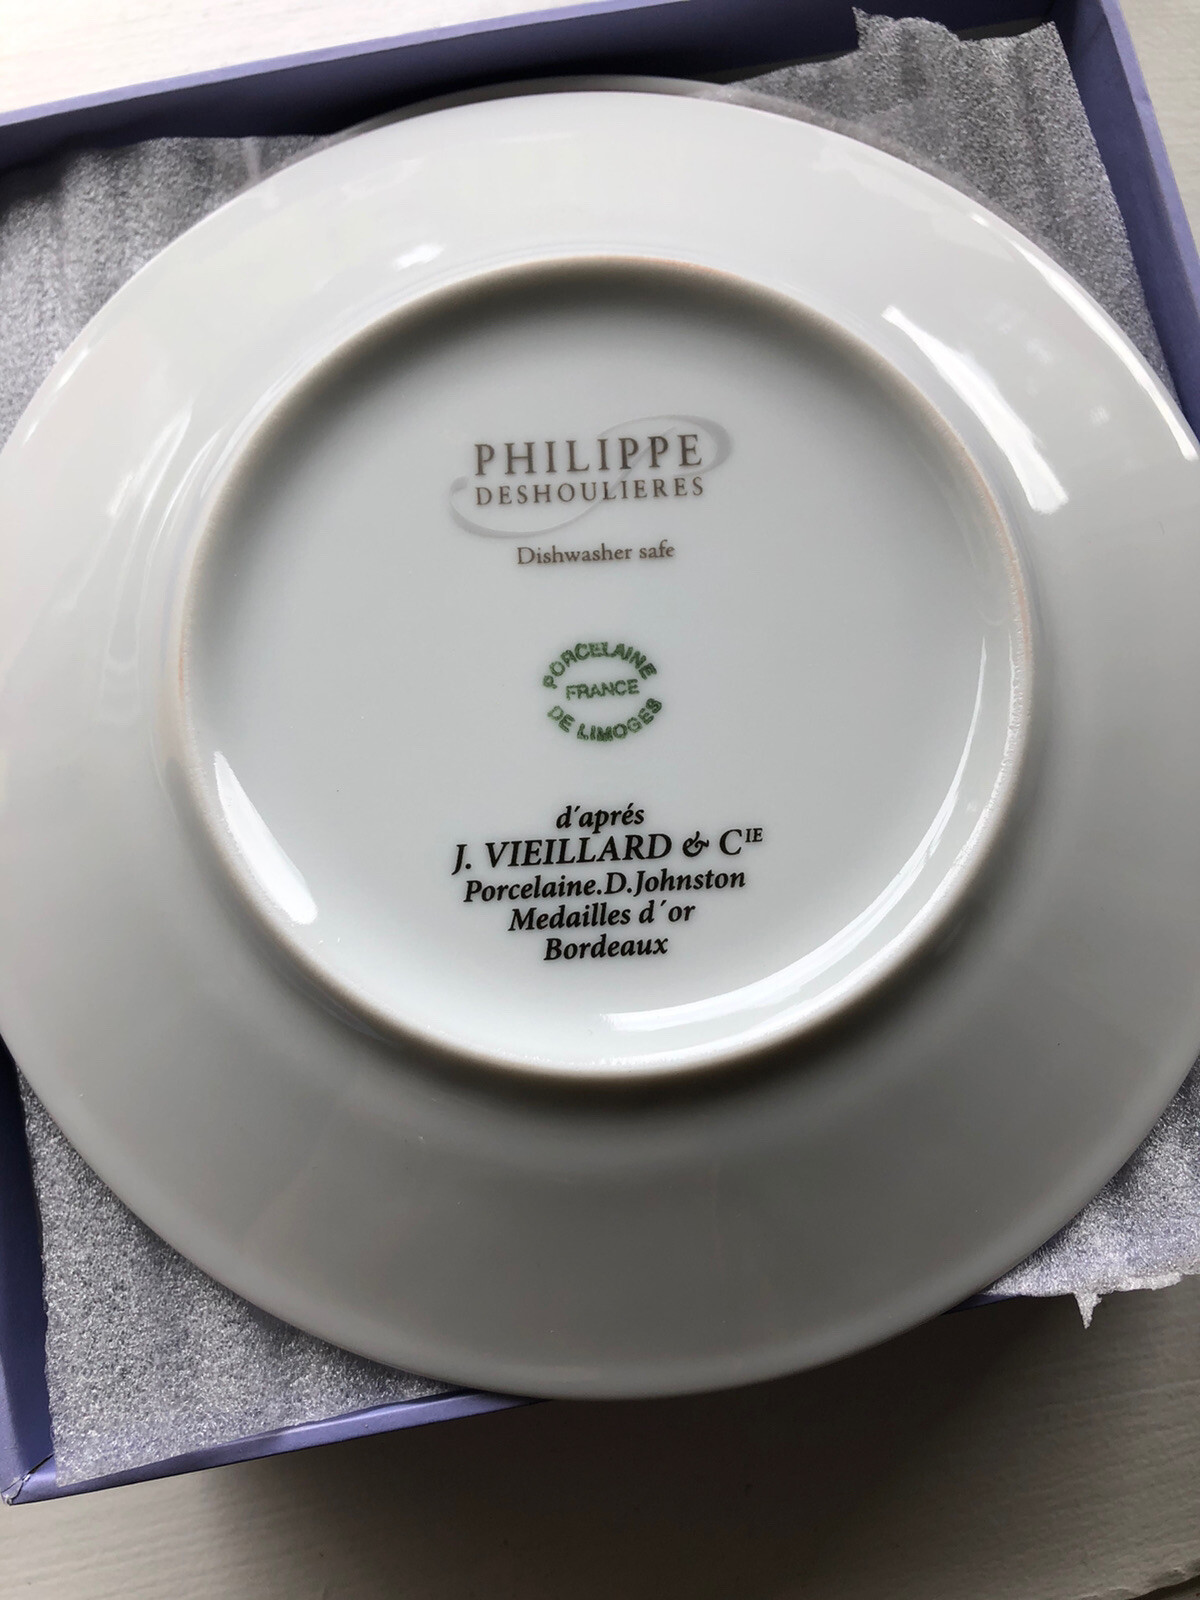 PHILIPPE
DESHOULIERES
Dishwasher safe
PORCELAINE
FRANCE
DE LIMOGES
d´aprés
J. VIEILLARD & CIE
Porcelaine.D.Johnston
Medailles d´or
Bordeaux